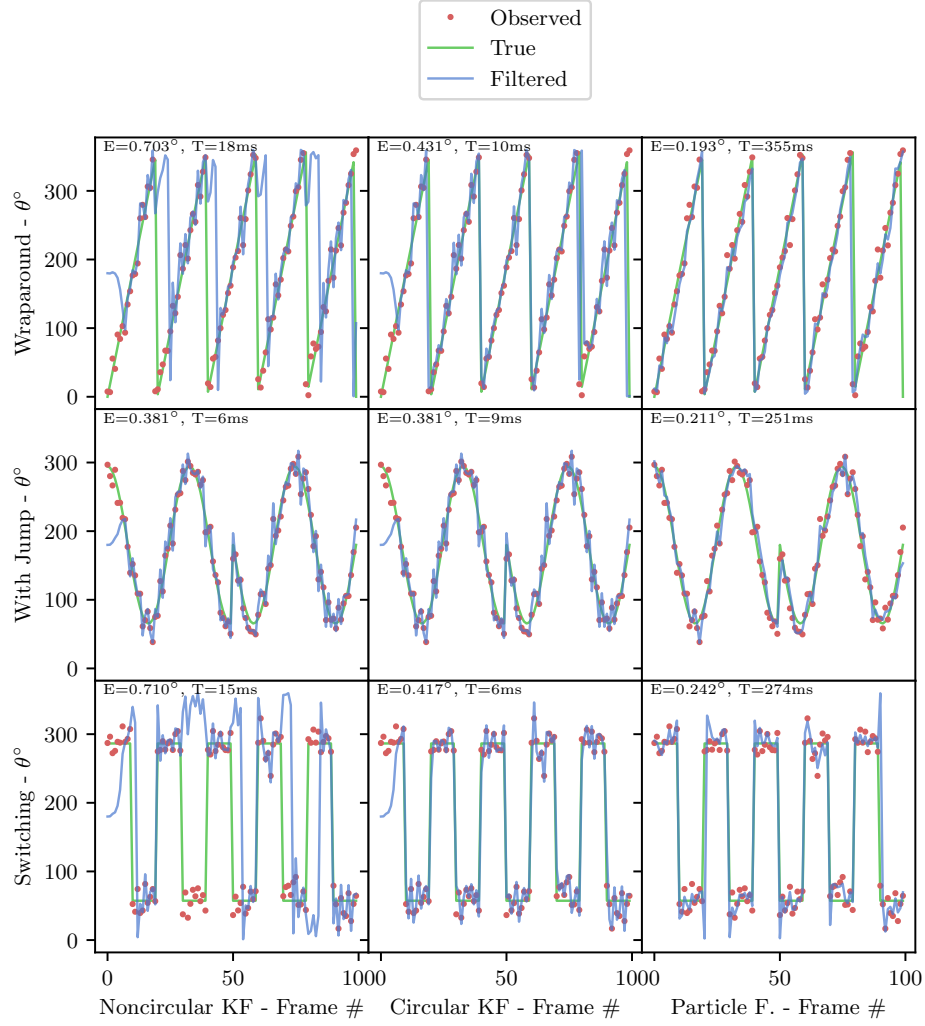 Observed
True
Filtered
E=0.703°, T=18ms
E=0.431°, T=10ms
E=0.193°, T=355ms
Wraparound - θ°
300
200
100
0
E=0.381°, T=6ms
E=0.381°, T=9ms
E=0.211°, T=251ms
With Jump - θ°
300
200
100
0
E=0.710°, T=15ms
E=0.417°, T=6ms
E=0.242°, T=274ms
Switching - θ°
300
200
100
0
0 50 100
0 50 100
0 50 100
Noncircular KF - Frame #
Circular KF - Frame #
Particle F. - Frame #